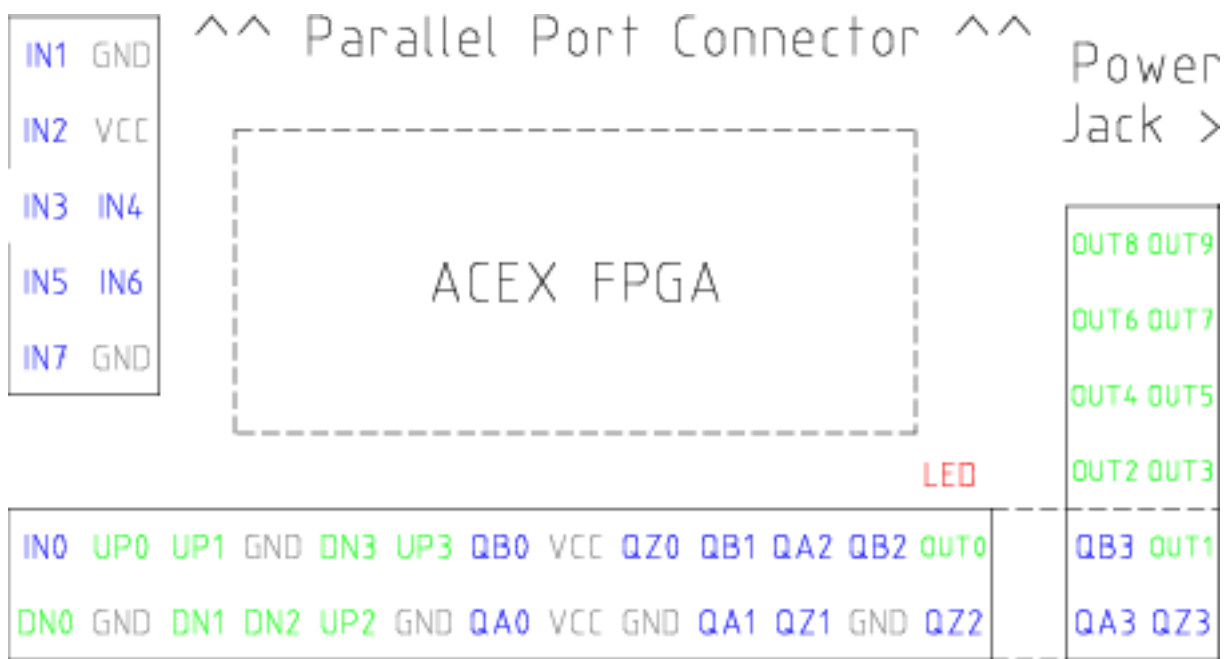 ^^ Parallel Port Connector ^^
Power
Jack >
IN1 GND
IN2 VCC
IN3 IN4
IN5 IN6
IN7 GND
ACEX FPGA
OUT8 OUT9
OUT6 OUT7
OUT4 OUT5
OUT2 OUT3
LED
IN0 UP0 UP1 GND DN3 UP3 QB0 VCC QZ0 QB1 QA2 QB2 OUT0 QB3 OUT1
DN0 GND DN1 DN2 UP2 GND QA0 VCC GND QA1 QZ1 GND QZ2 QA3 QZ3